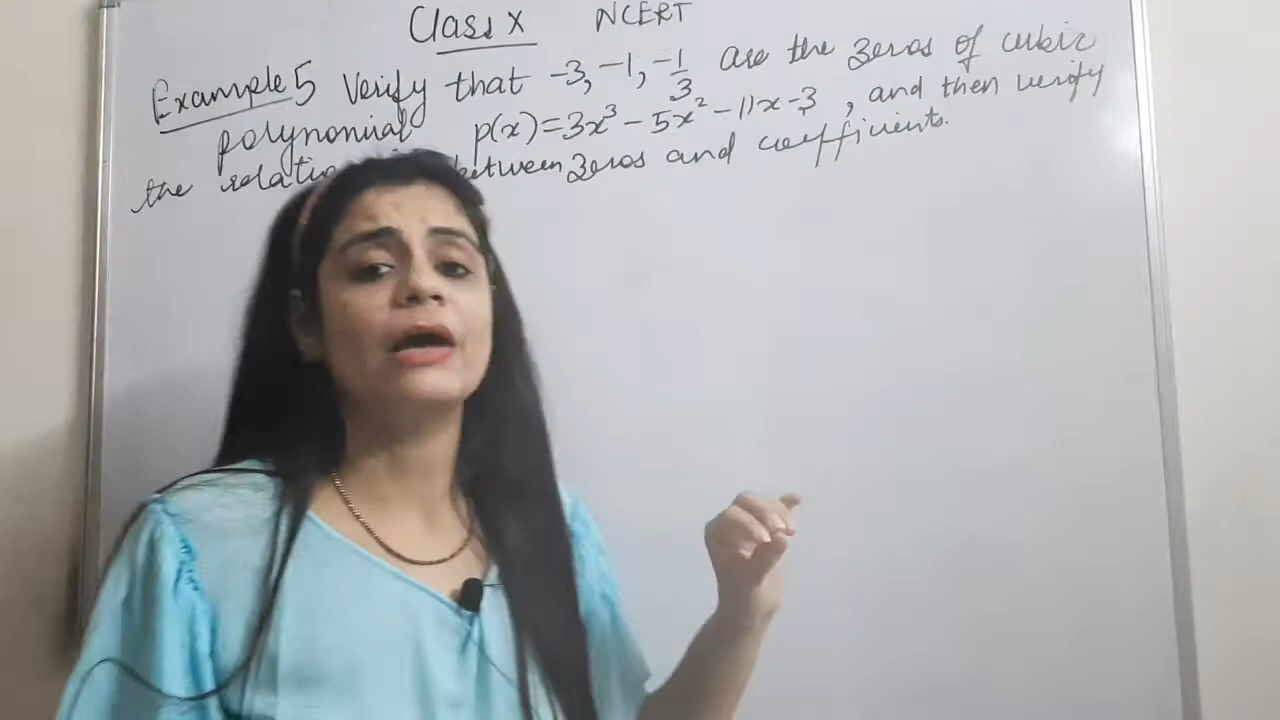 Class X NCERT
Example 5 Verify that -3, -1, -1/3 are the zeros of cubic
polynomial p(x) = 3x³ - 5x² - 11x - 3, and then verify
the between zeros and coefficients.